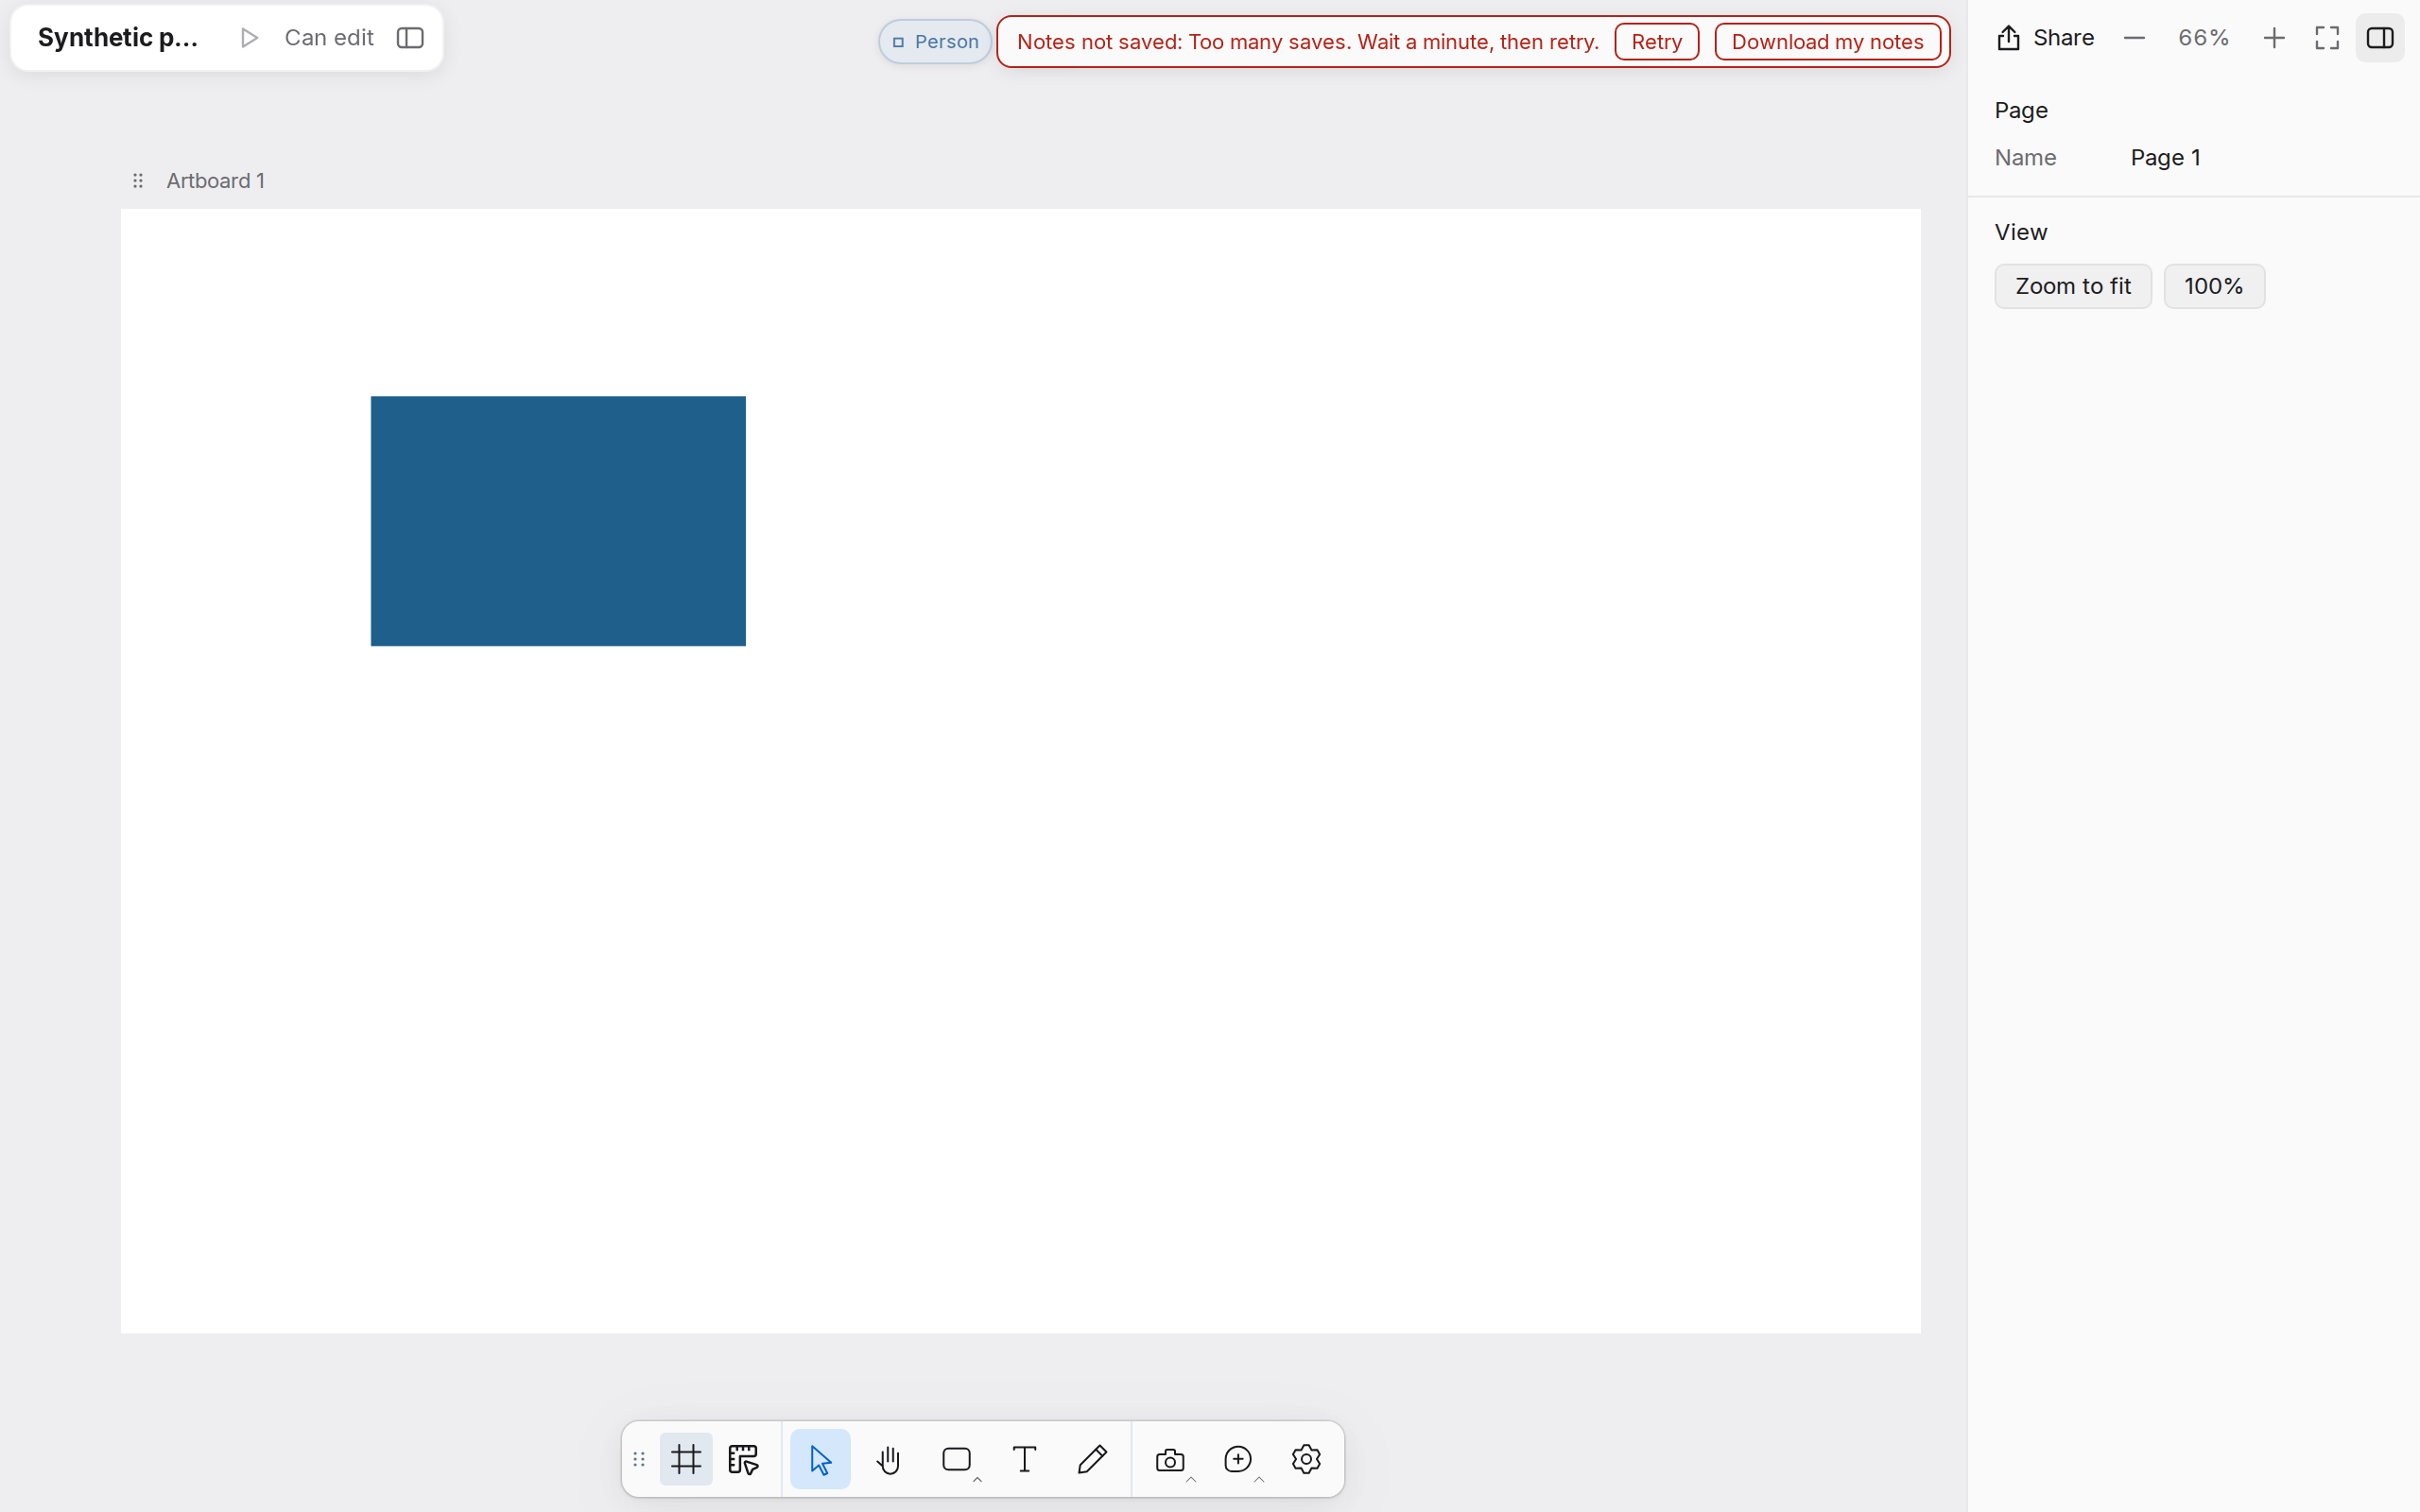 Synthetic p...
Can edit
Person
Notes not saved: Too many saves. Wait a minute, then retry.
Retry
Download my notes
Share
66%
Page
Name
Page 1
View
Zoom to fit
100%
Artboard 1